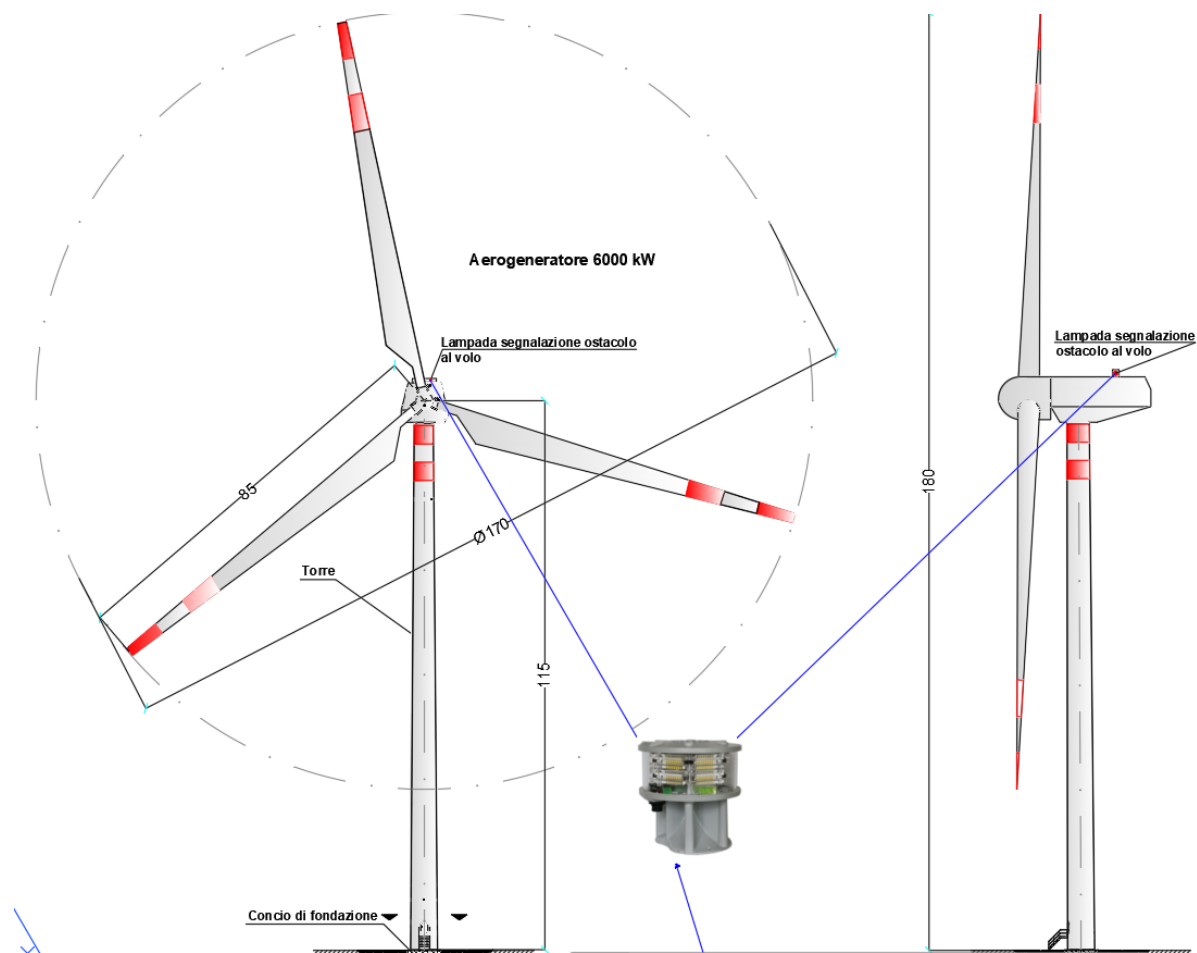 Aerogeneratore 6000 kW
Lampada segnalazione ostacolo
al volo
Lampada segnalazione
ostacolo al volo
85
Ø170
180
Torre
115
Concio di fondazione